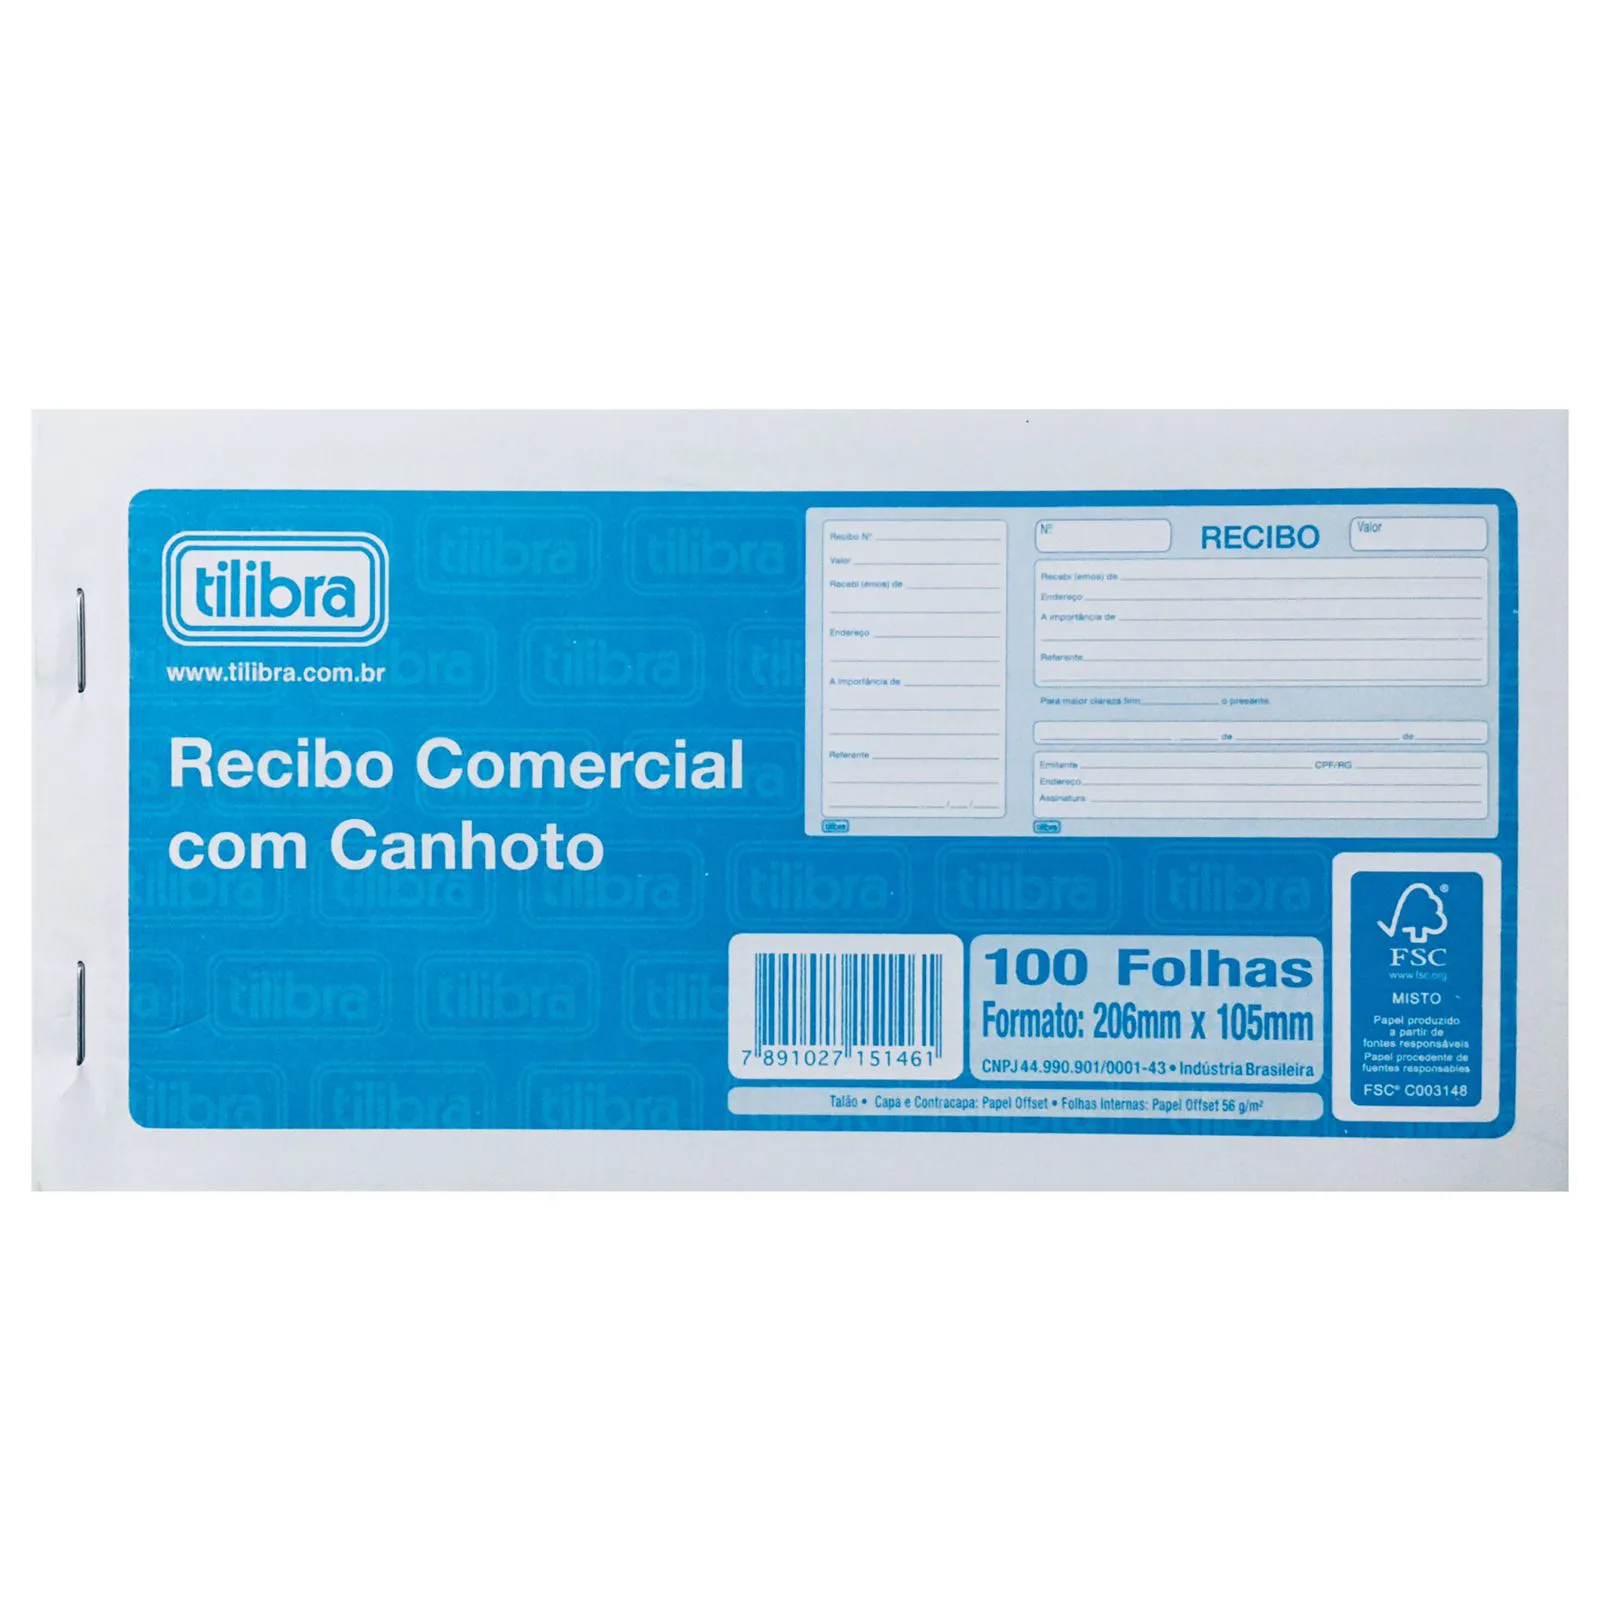 tilibra
www.tilibra.com.br
Recibo Comercial
com Canhoto
Recibo Nº
Valor
Recebi (emos) de
Endereço
A importância de
Referente
/ /
tilibra
Nº
RECIBO
Valor
Recebi (emos) de
Endereço
A importância de
Referente
Para maior clareza firm o presente.
, de de
Emitente CPF/RG
Endereço
Assinatura
tilibra
7 891027 151461
100 Folhas
Formato: 206mm x 105mm
CNPJ 44.990.901/0001-43 • Indústria Brasileira
Talão • Capa e Contracapa: Papel Offset • Folhas Internas: Papel Offset 56 g/m²
®
FSC
www.fsc.org
MISTO
Papel produzido
a partir de
fontes responsáveis
Papel procedente de
fuentes responsables
FSC® C003148